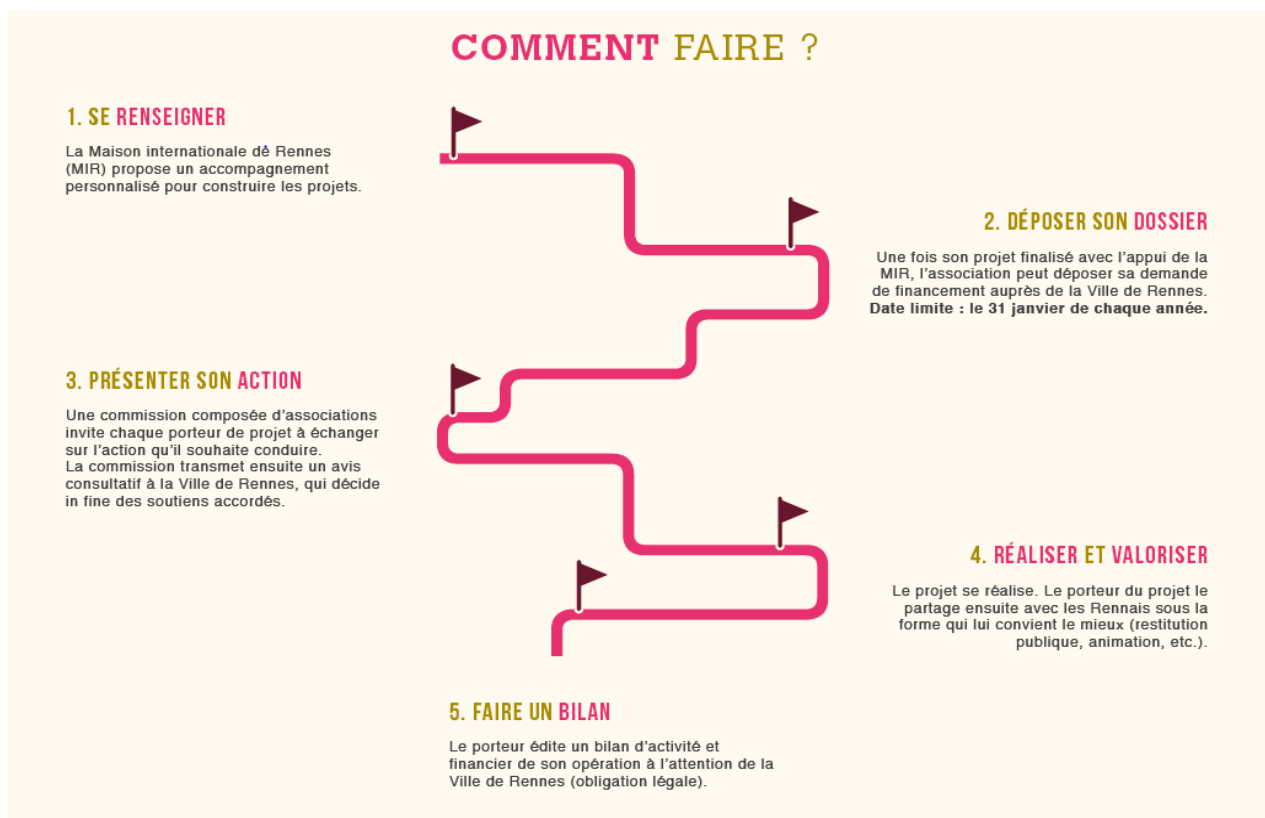 COMMENT FAIRE ?
1. SE RENSEIGNER
La Maison internationale de Rennes
(MIR) propose un accompagnement
personnalisé pour construire les projets.
2. DÉPOSER SON DOSSIER
Une fois son projet finalisé avec l'appui de la
MIR, l'association peut déposer sa demande
de financement auprès de la Ville de Rennes.
Date limite : le 31 janvier de chaque année.
3. PRÉSENTER SON ACTION
Une commission composée d'associations
invite chaque porteur de projet à échanger
sur l'action qu'il souhaite conduire.
La commission transmet ensuite un avis
consultatif à la Ville de Rennes, qui décide
in fine des soutiens accordés.
4. RÉALISER ET VALORISER
Le projet se réalise. Le porteur du projet le
partage ensuite avec les Rennais sous la
forme qui lui convient le mieux (restitution
publique, animation, etc.).
5. FAIRE UN BILAN
Le porteur édite un bilan d'activité et
financier de son opération à l'attention de la
Ville de Rennes (obligation légale).